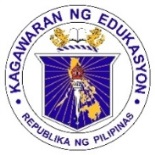 KAGAWARAN NG EDUKASYON
REPUBLIKA NG PILIPINAS